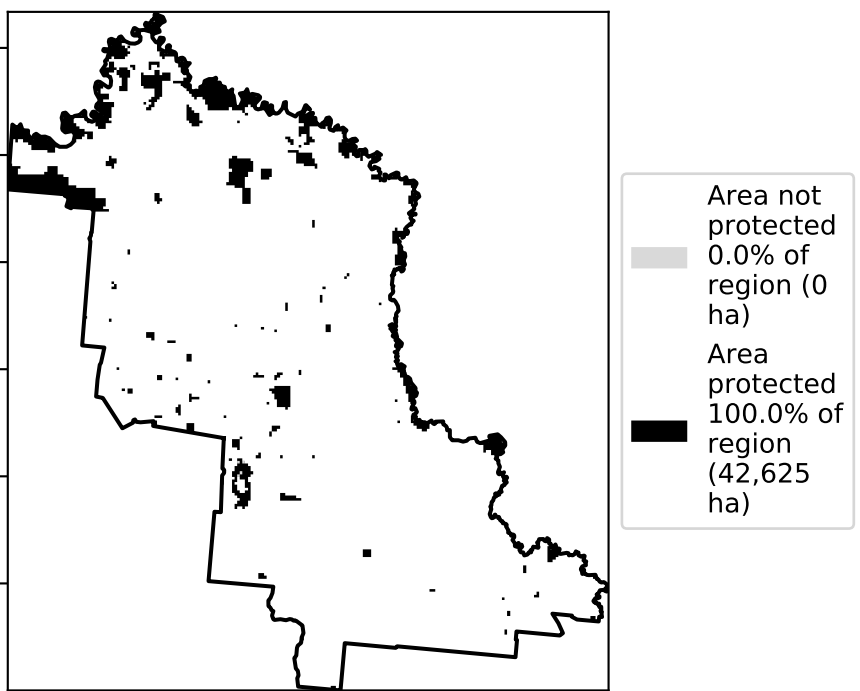 Area not
protected
0.0% of
region (0
ha)
Area
protected
100.0% of
region
(42,625
ha)